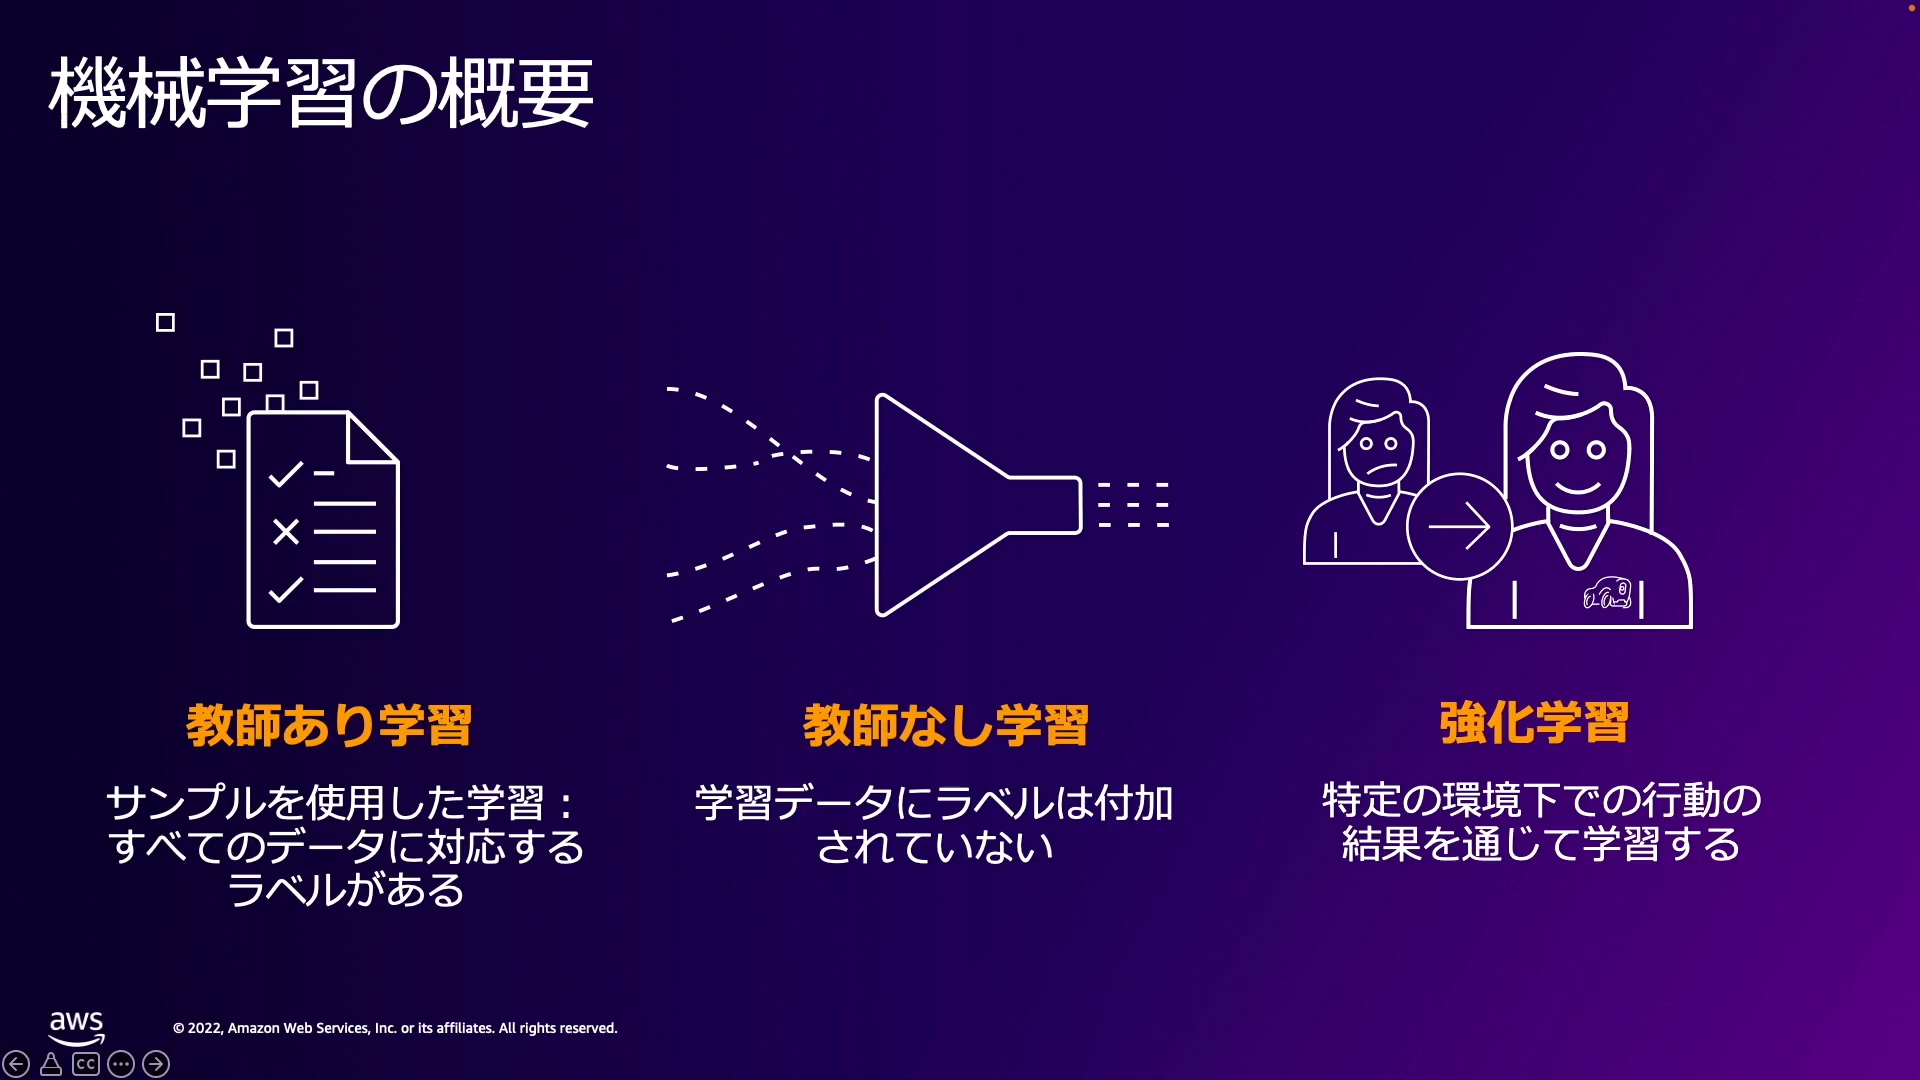 機械学習の概要
教師あり学習
サンプルを使用した学習：
すべてのデータに対応する
ラベルがある
教師なし学習
学習データにラベルは付加
されていない
強化学習
特定の環境下での行動の
結果を通じて学習する
aws
© 2022, Amazon Web Services, Inc. or its affiliates. All rights reserved.
CC